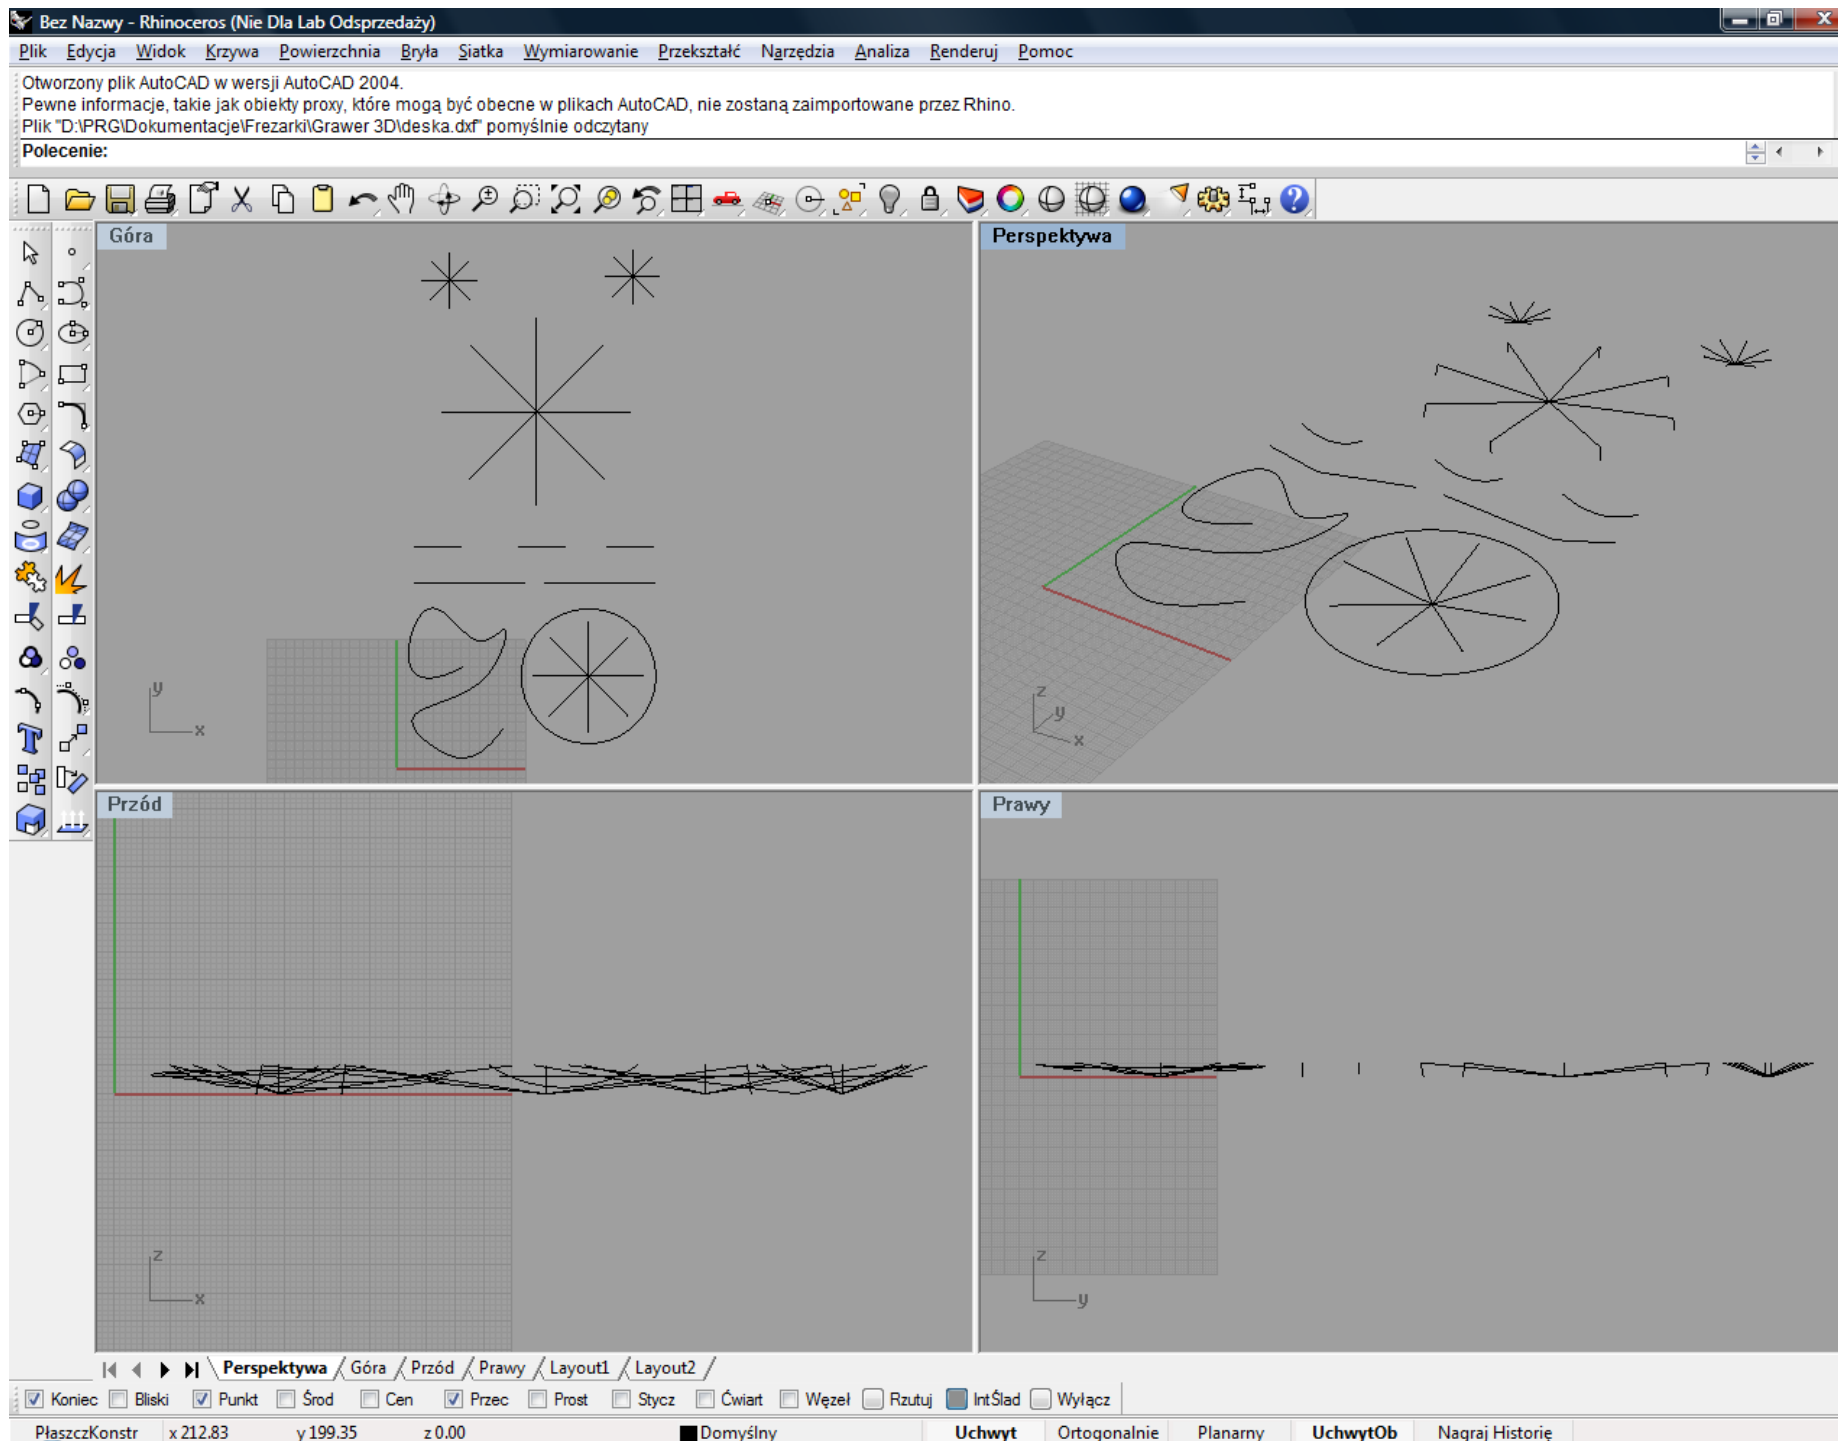 Bez Nazwy - Rhinoceros (Nie Dla Lab Odsprzedaży)
Plik Edycja Widok Krzywa Powierzchnia Bryła Siatka Wymiarowanie Przekształć Narzędzia Analiza Renderuj Pomoc
Otworzony plik AutoCAD w wersji AutoCAD 2004.
Pewne informacje, takie jak obiekty proxy, które mogą być obecne w plikach AutoCAD, nie zostaną zaimportowane przez Rhino.
Plik "D:\PRG\Dokumentacje\Frezarki\Grawer 3D\deska.dxf" pomyślnie odczytany
Polecenie:
Góra
y
x
Perspektywa
z
y
x
Przód
z
x
Prawy
z
y
Perspektywa Góra Przód Prawy Layout1 Layout2
Koniec Bliski Punkt Środ Cen Przec Prost Stycz Ćwiart Węzeł Rzutuj IntŚlad Wyłącz
PłaszczKonstr x 212.83 y 199.35 z 0.00 Domyślny Uchwyt Ortogonalnie Planarny UchwytOb Nagraj Historię